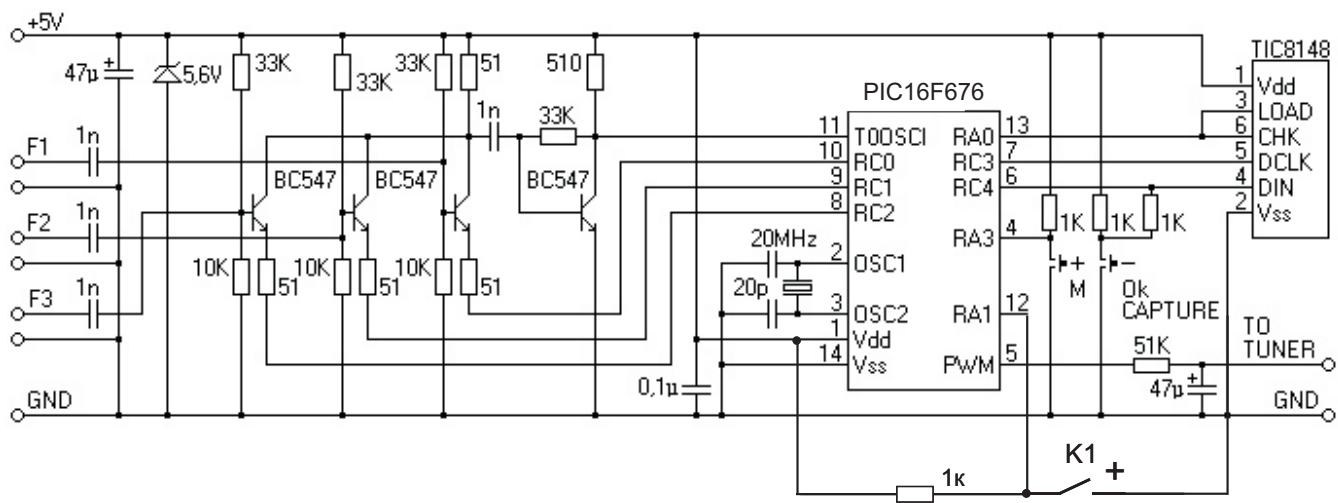 +5V
47µ
+
5,6V
33K
33K
33K
51
510
1n
33K
F1
1n
F2
1n
F3
1n
BC547
BC547
BC547
10K
51
10K
51
10K
51
0,1µ
20MHz
20p
PIC16F676
11
T0OSCI
10
RC0
9
RC1
8
RC2
2
OSC1
3
OSC2
1
Vdd
14
Vss
RA0
13
RC3
7
RC4
6
RA3
4
RA1
12
PWM
5
TIC8148
1
Vdd
3
LOAD
6
CHK
5
DCLK
4
DIN
2
Vss
1K
1K
1K
+
M
−
Ok
CAPTURE
51K
47µ
+
TO
TUNER
GND
GND
1к
K1
+